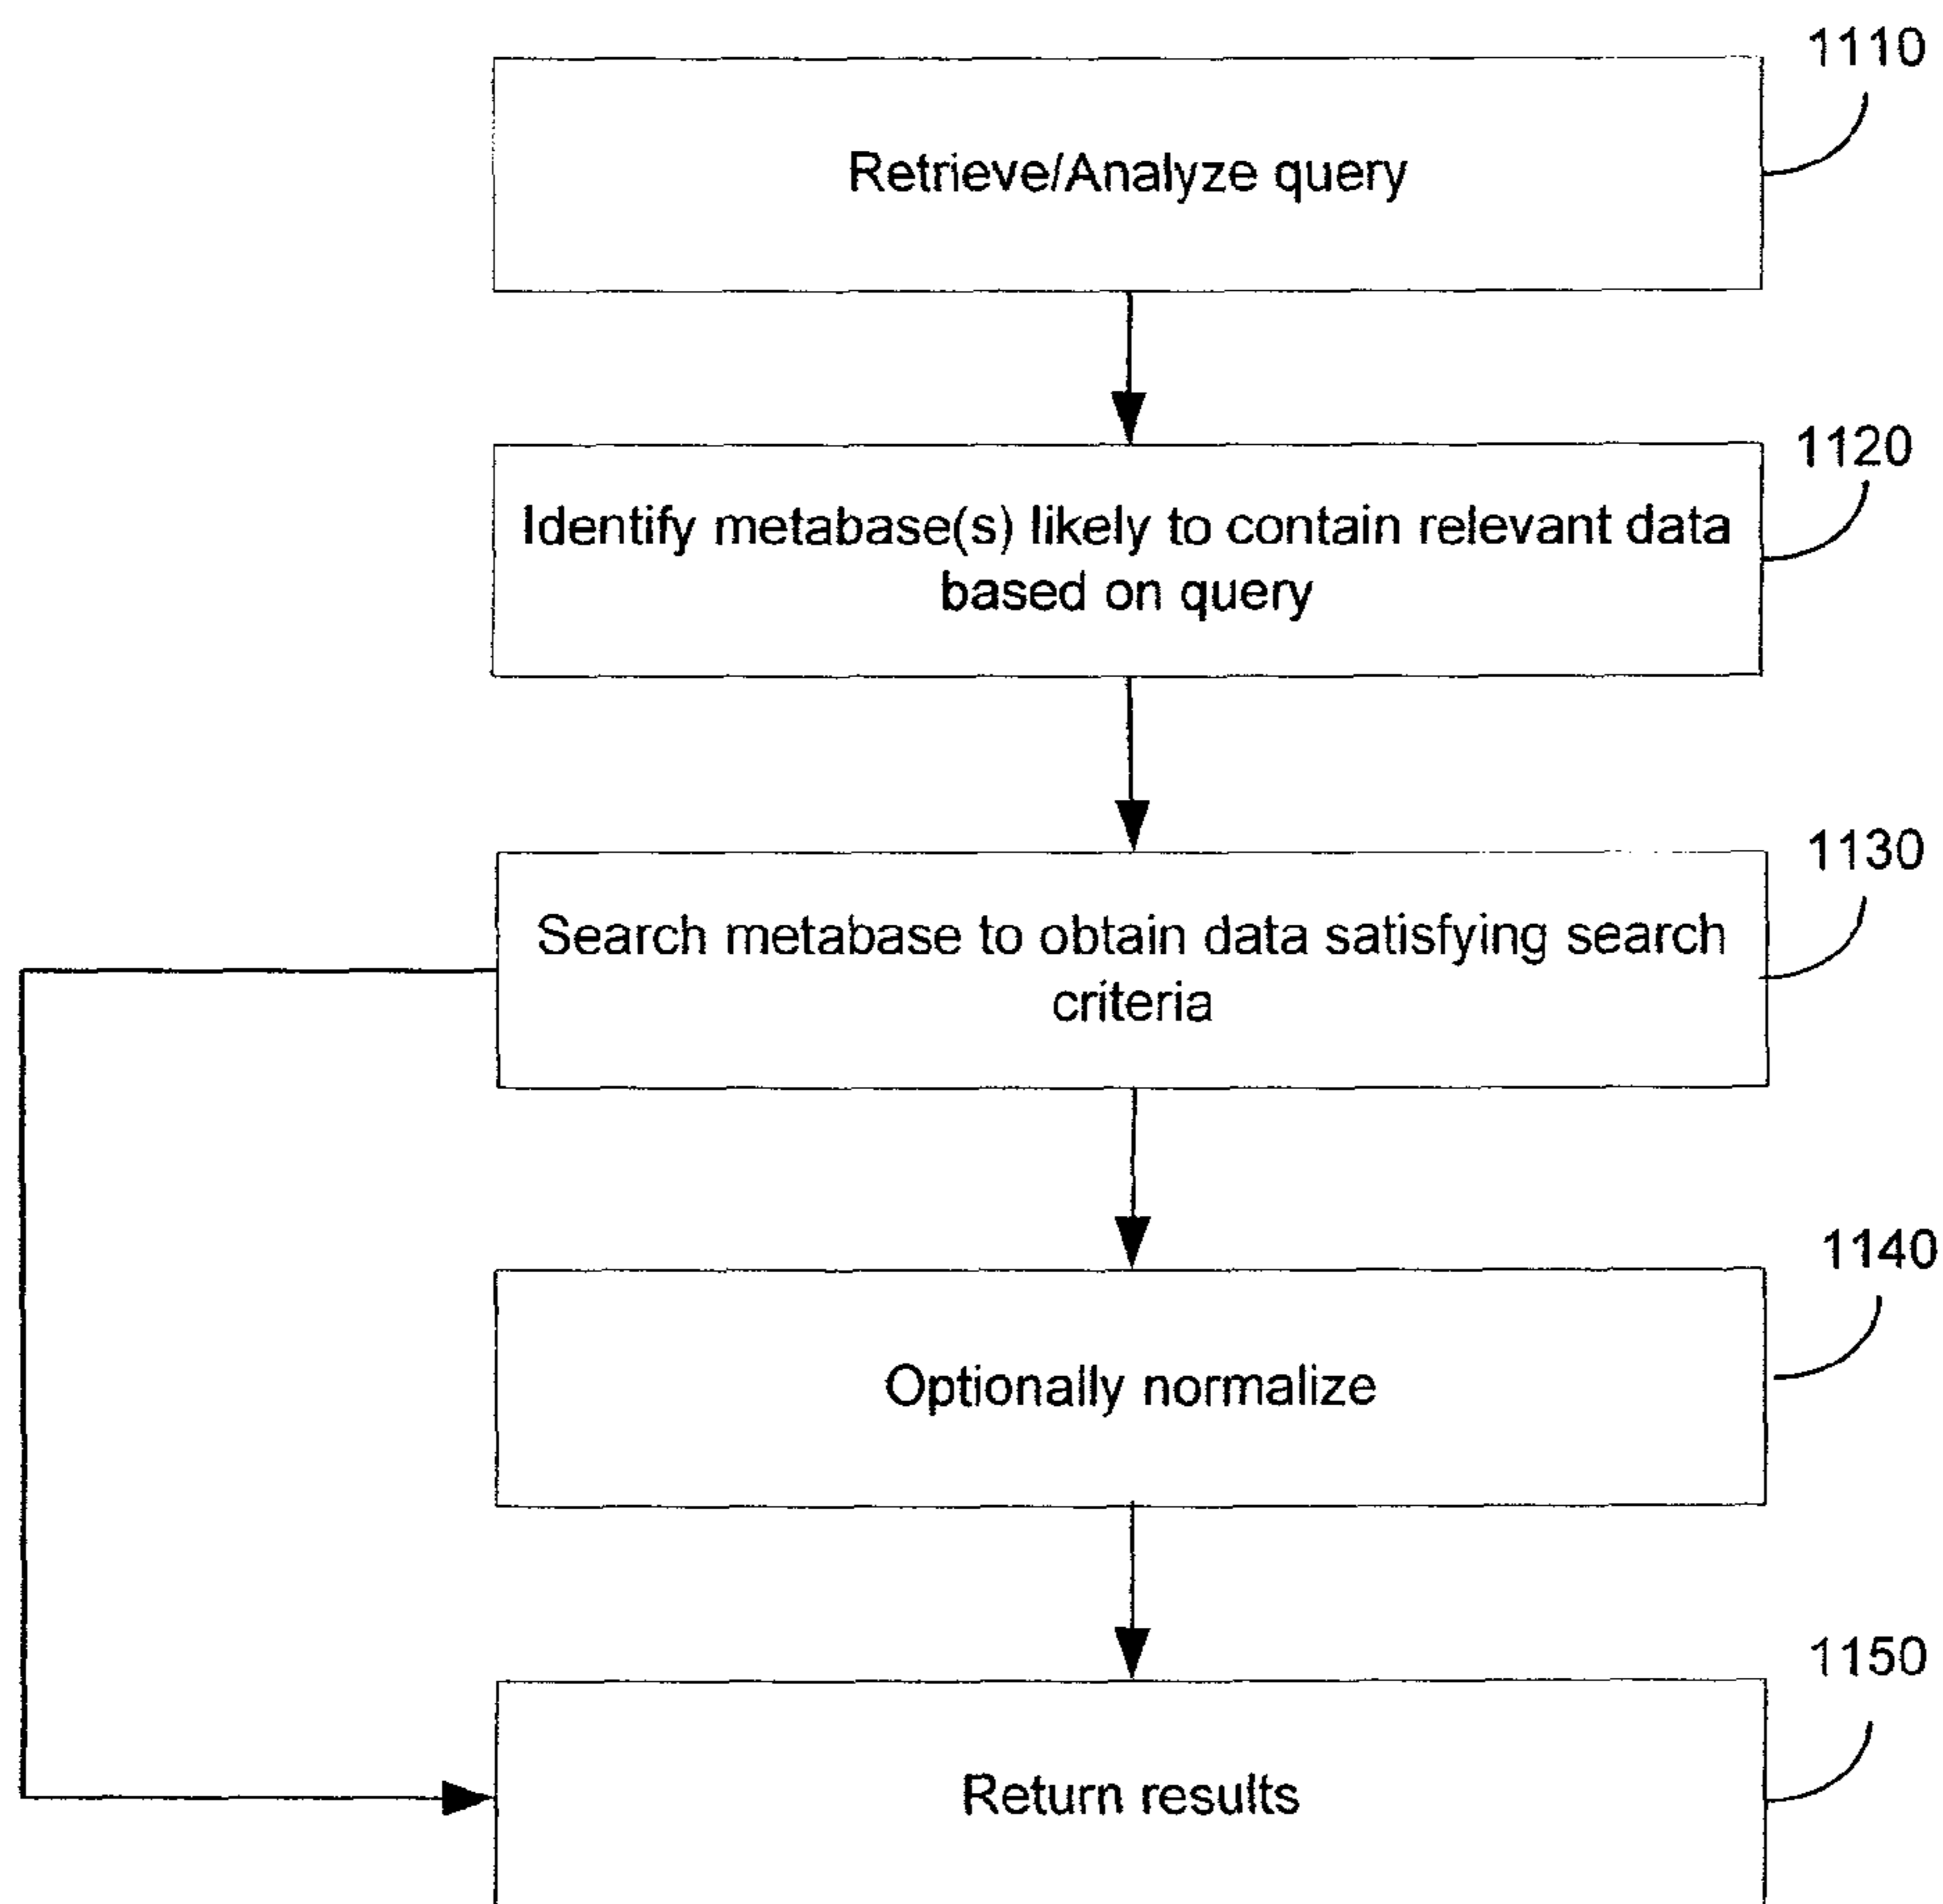 1110
Retrieve/Analyze query
1120
Identify metabase(s) likely to contain relevant data
based on query
1130
Search metabase to obtain data satisfying search
criteria
1140
Optionally normalize
1150
Return results